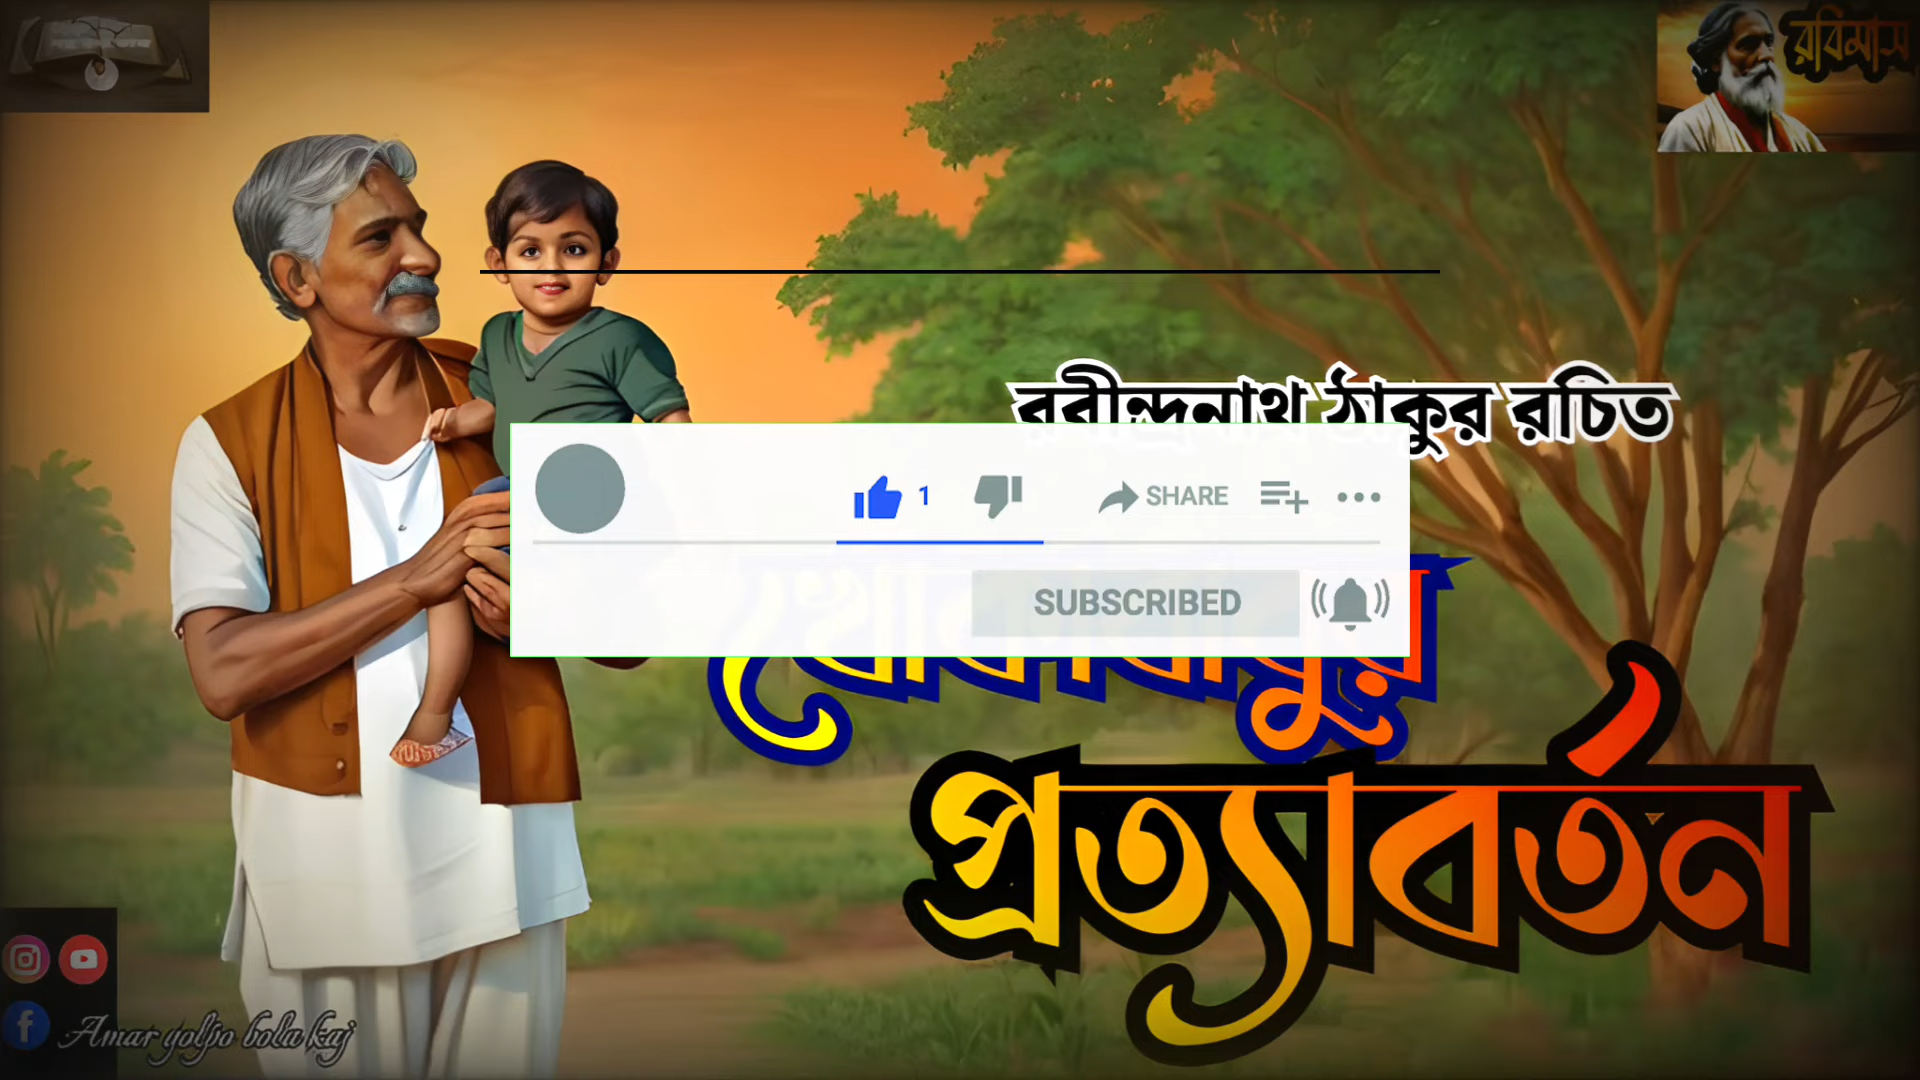 রবিমাস
রবীন্দ্রনাথ ঠাকুর রচিত
1
SHARE
SUBSCRIBED
প্রত্যাবর্তন
Amar golpo bola kaj